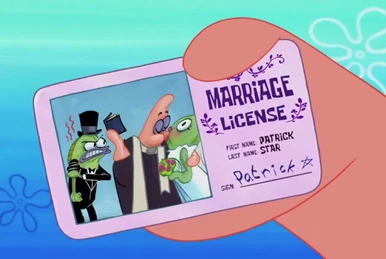 MARRiAGE
LiCENSE
FIRST NAME: PATRICK
LAST NAME: STAR
SIGN: Patrick ☆